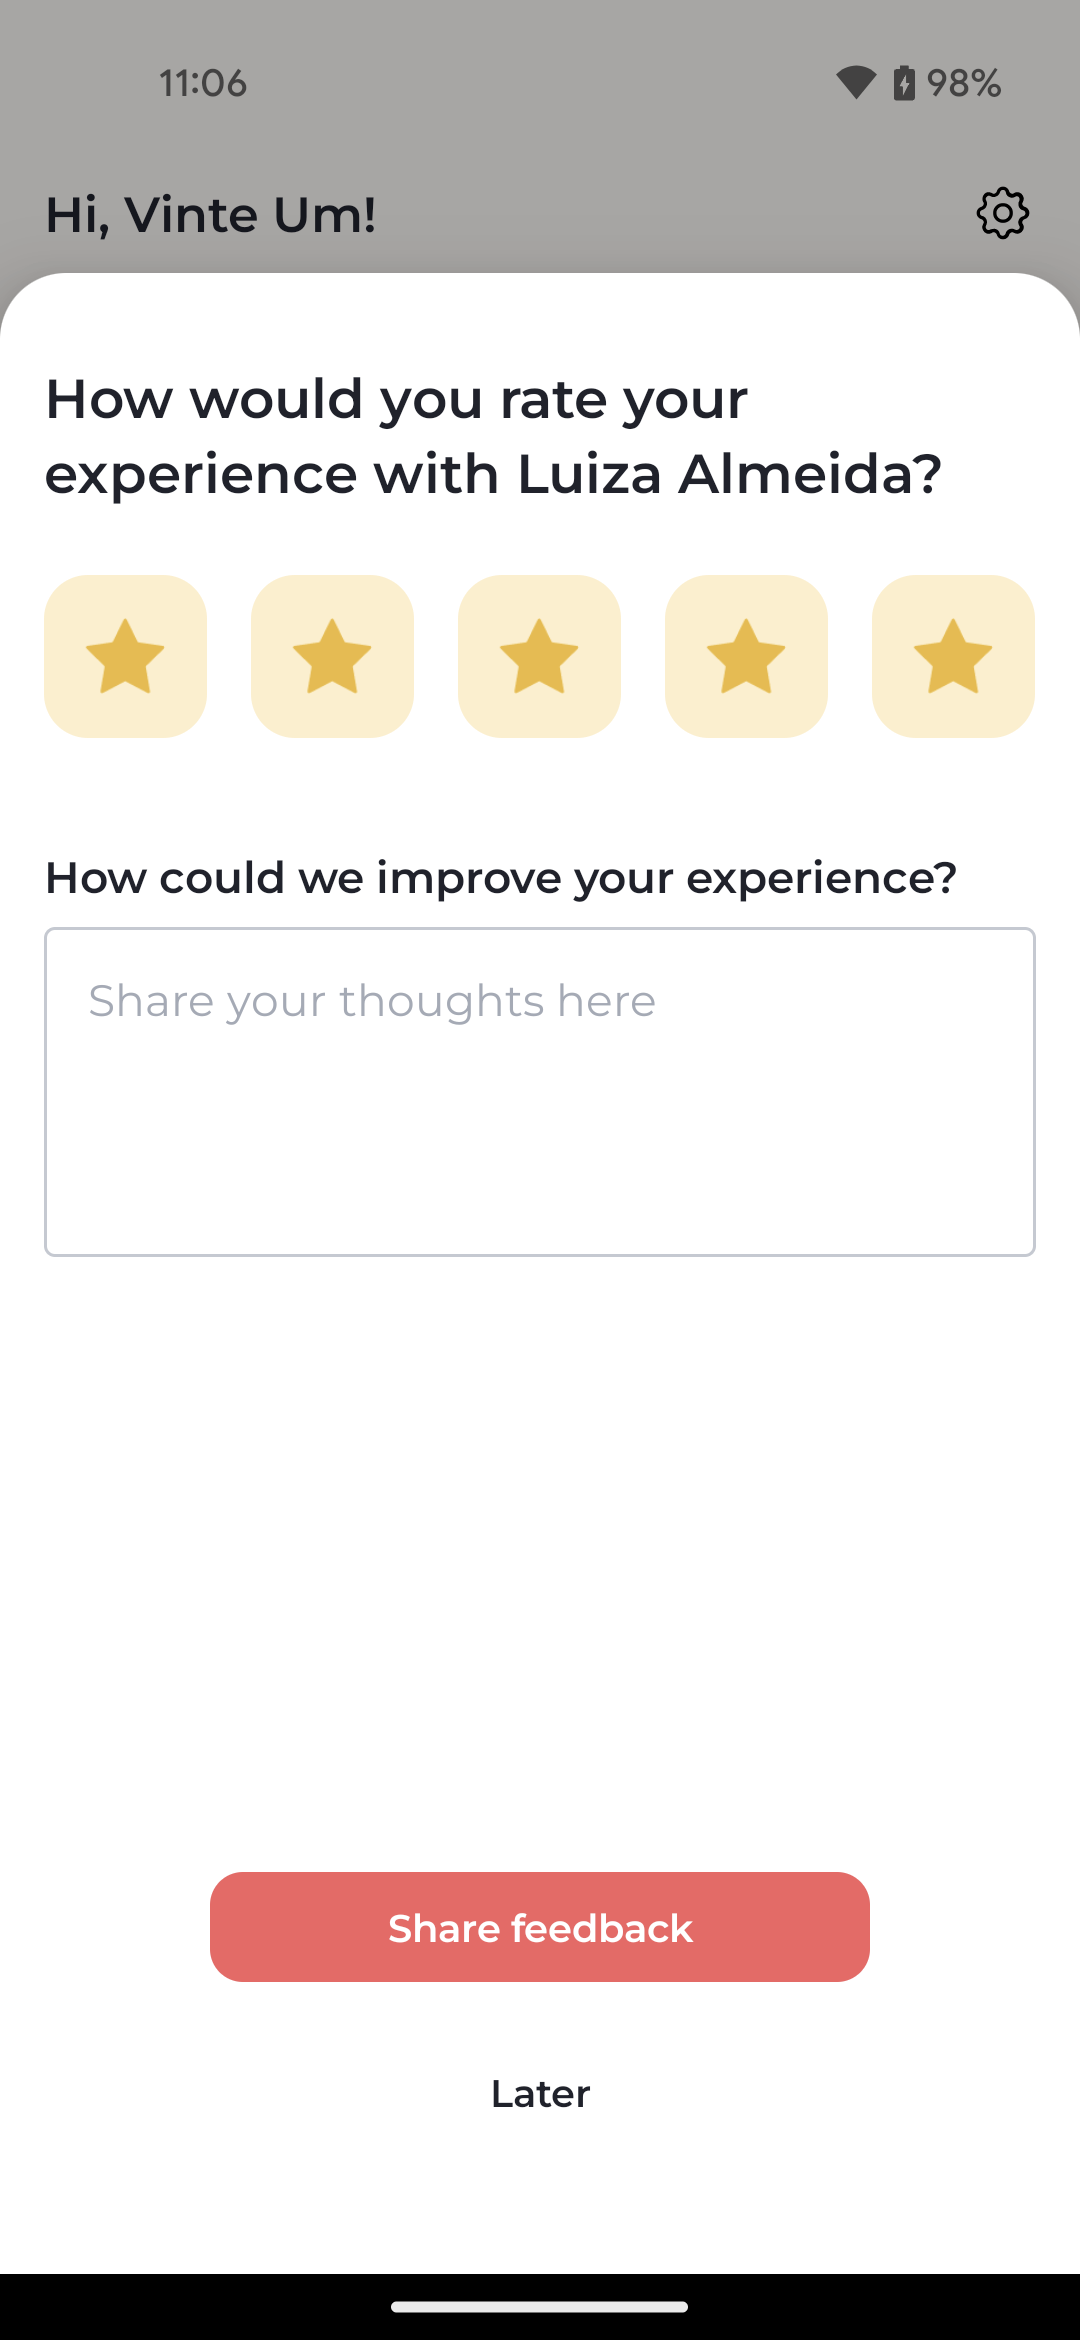 11:06
98%
Hi, Vinte Um!
How would you rate your
experience with Luiza Almeida?
How could we improve your experience?
Share your thoughts here
Share feedback
Later